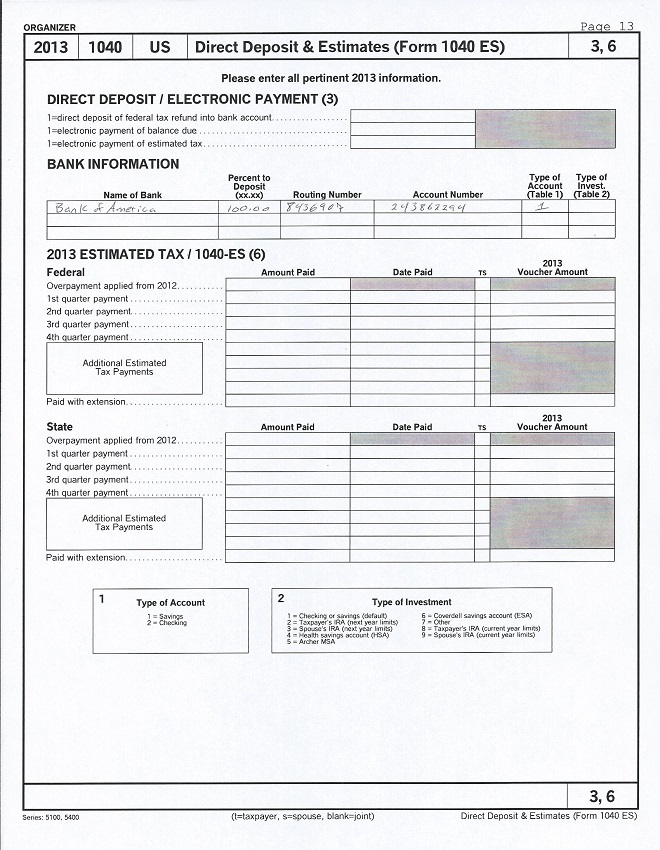 ORGANIZER
Page 13
2013 1040 US Direct Deposit & Estimates (Form 1040 ES) 3, 6
Please enter all pertinent 2013 information.
DIRECT DEPOSIT / ELECTRONIC PAYMENT (3)
1=direct deposit of federal tax refund into bank account
1=electronic payment of balance due
1=electronic payment of estimated tax
BANK INFORMATION
Name of Bank Percent to Deposit (xx.xx) Routing Number Account Number Type of Account (Table 1) Type of Invest. (Table 2)
Bank of America 100.00 8936907 243862294 1
2013 ESTIMATED TAX / 1040-ES (6)
Federal Amount Paid Date Paid TS 2013 Voucher Amount
Overpayment applied from 2012
1st quarter payment
2nd quarter payment
3rd quarter payment
4th quarter payment
Additional Estimated
Tax Payments
Paid with extension
State Amount Paid Date Paid TS 2013 Voucher Amount
Overpayment applied from 2012
1st quarter payment
2nd quarter payment
3rd quarter payment
4th quarter payment
Additional Estimated
Tax Payments
Paid with extension
1 Type of Account
1 = Savings
2 = Checking
2 Type of Investment
1 = Checking or savings (default)
2 = Taxpayer's IRA (next year limits)
3 = Spouse's IRA (next year limits)
4 = Health savings account (HSA)
5 = Archer MSA
6 = Coverdell savings account (ESA)
7 = Other
8 = Taxpayer's IRA (current year limits)
9 = Spouse's IRA (current year limits)
3, 6
Series: 5100, 5400
(t=taxpayer, s=spouse, blank=joint)
Direct Deposit & Estimates (Form 1040 ES)